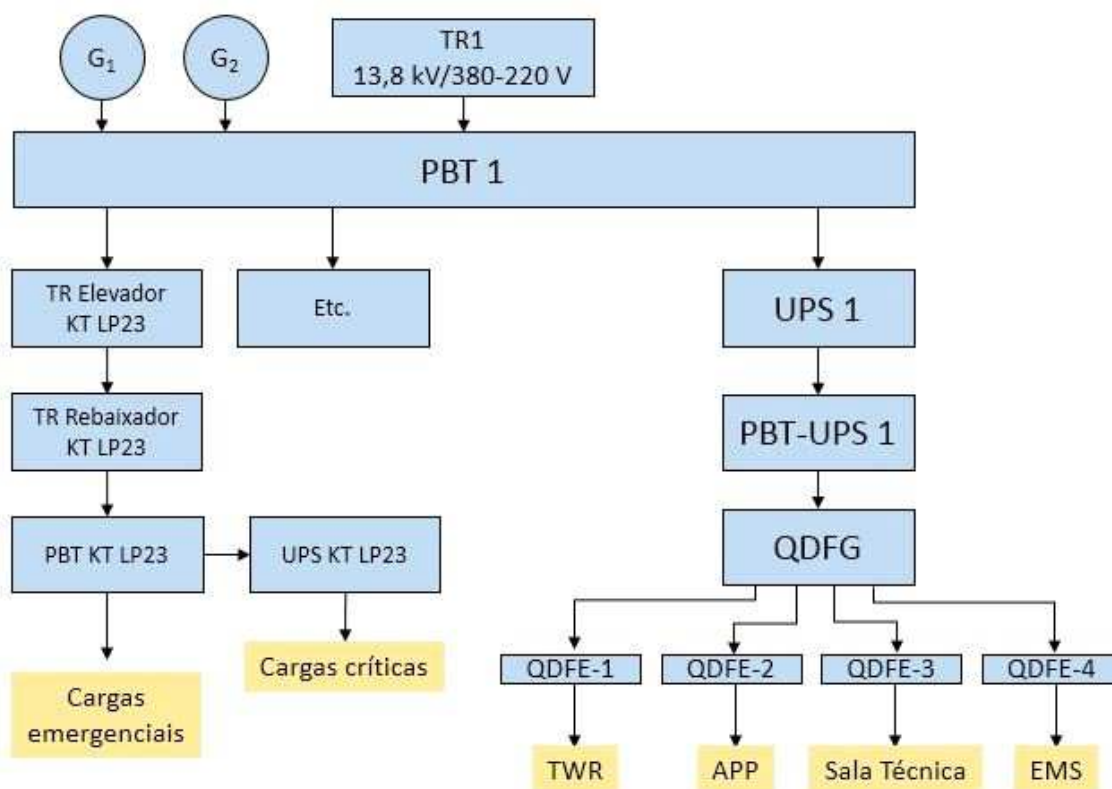 G₁
G₂
TR1
13,8 kV/380-220 V
PBT 1
TR Elevador
KT LP23
Etc.
UPS 1
TR Rebaixador
KT LP23
PBT-UPS 1
PBT KT LP23
UPS KT LP23
QDFG
Cargas críticas
QDFE-1
QDFE-2
QDFE-3
QDFE-4
Cargas
emergenciais
TWR
APP
Sala Técnica
EMS